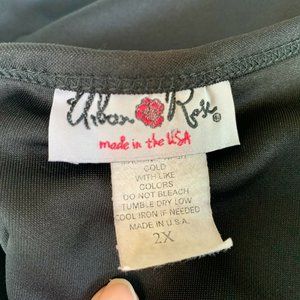 Urban Rose®
made in the USA
COLD
WITH LIKE
COLORS
DO NOT BLEACH
TUMBLE DRY LOW
COOL IRON IF NEEDED
MADE IN U.S.A.
2X